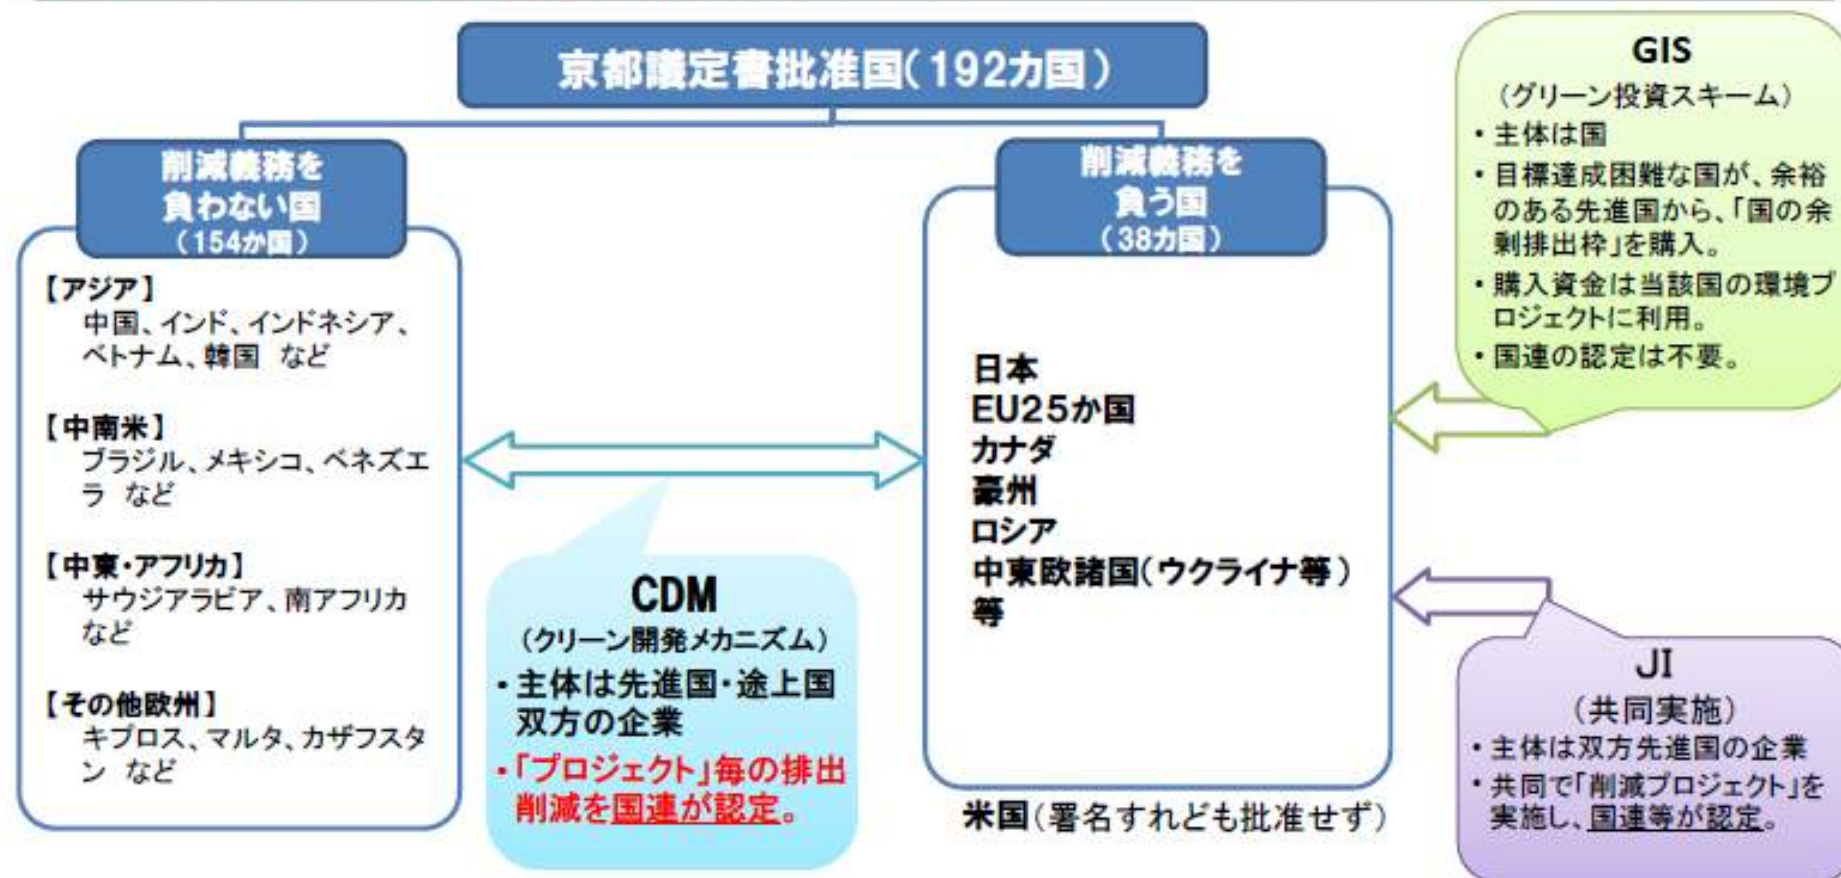 京都議定書批准国(192カ国)
削減義務を
負わない国
(154か国)
【アジア】
中国、インド、インドネシア、
ベトナム、韓国 など
【中南米】
ブラジル、メキシコ、ベネズエ
ラ など
【中東・アフリカ】
サウジアラビア、南アフリカ
など
【その他欧州】
キプロス、マルタ、カザフスタ
ン など
CDM
(クリーン開発メカニズム)
・主体は先進国・途上国
双方の企業
・「プロジェクト」毎の排出
削減を国連が認定。
削減義務を
負う国
(38カ国)
日本
EU25か国
カナダ
豪州
ロシア
中東欧諸国(ウクライナ等)
等
米国(署名すれども批准せず)
GIS
(グリーン投資スキーム)
・主体は国
・目標達成困難な国が、余裕
のある先進国から、「国の余
剰排出枠」を購入。
・購入資金は当該国の環境プ
ロジェクトに利用。
・国連の認定は不要。
JI
(共同実施)
・主体は双方先進国の企業
・共同で「削減プロジェクト」を
実施し、国連等が認定。